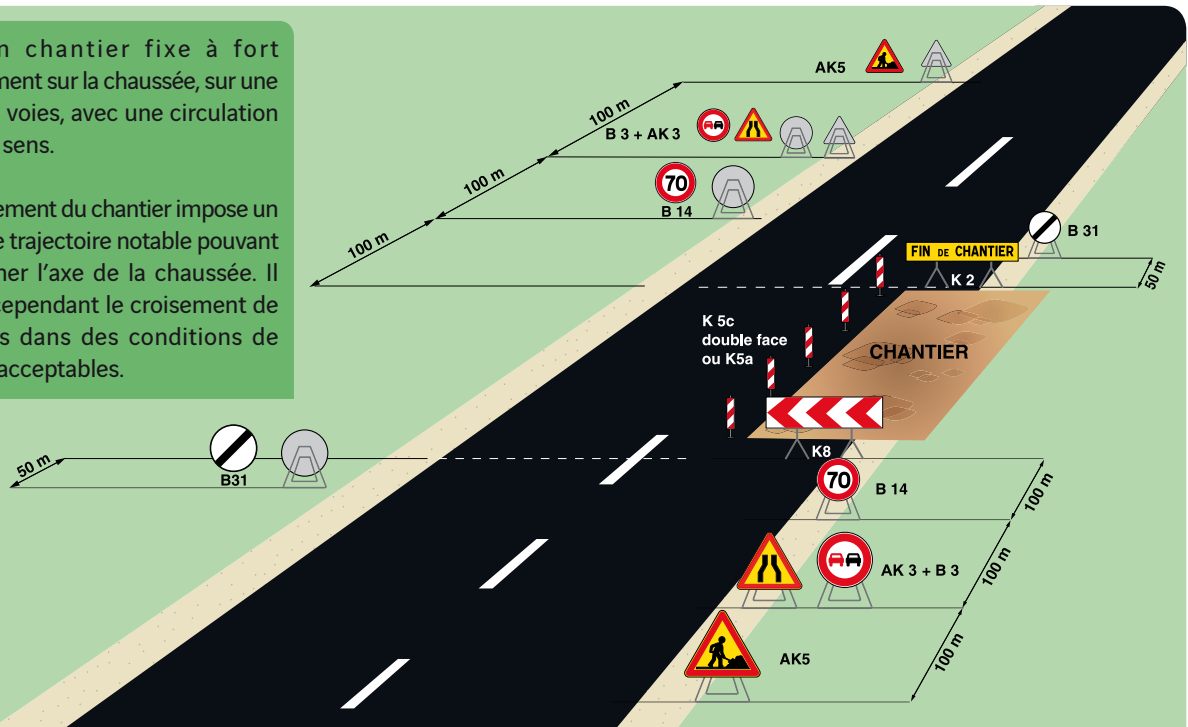 n chantier fixe à fort
ment sur la chaussée, sur une
voies, avec une circulation
sens.
ement du chantier impose un
e trajectoire notable pouvant
ner l'axe de la chaussée. Il
cependant le croisement de
s dans des conditions de
acceptables.
AK5
100 m
B 3 + AK 3
100 m
70
B 14
100 m
B 31
FIN DE CHANTIER
K 2
50 m
K 5c
double face
ou K5a
CHANTIER
K8
B31
50 m
70
B 14
100 m
AK 3 + B 3
100 m
AK5
100 m